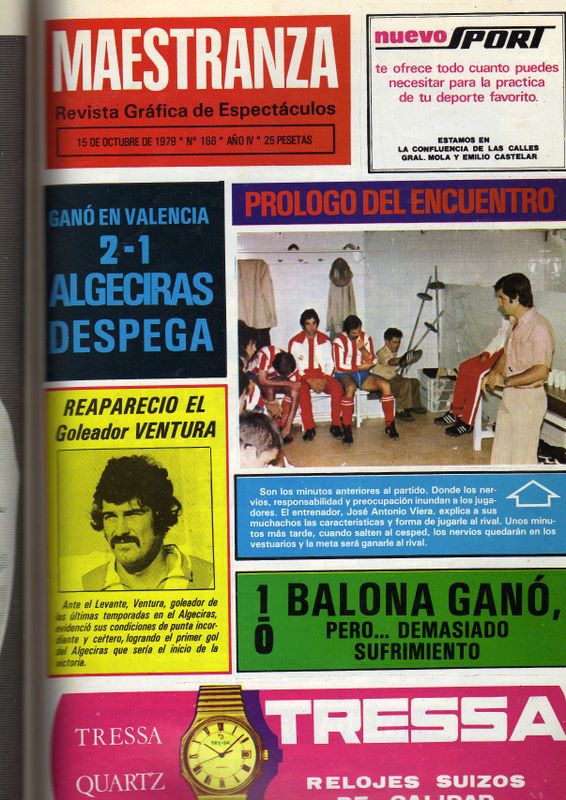 MAESTRANZA
Revista Gráfica de Espectáculos
15 DE OCTUBRE DE 1979 * N° 166 * AÑO IV * 25 PESETAS
nuevo SPORT
te ofrece todo cuanto puedes
necesitar para la practica
de tu deporte favorito.
ESTAMOS EN
LA CONFLUENCIA DE LAS CALLES
GRAL. MOLA Y EMILIO CASTELAR
GANÓ EN VALENCIA
2-1
ALGECIRAS
DESPEGA
PROLOGO DEL ENCUENTRO
REAPARECIO EL
Goleador VENTURA
Ante el Levante, Ventura, goleador de
las últimas temporadas en el Algeciras,
evidenció sus condiciones de punta incor-
diante y certero, logrando el primer gol
del Algeciras que sería el inicio de la
victoria.
Son los minutos anteriores al partido. Donde los ner-
vios, responsabilidad y preocupación inundan a los juga-
dores. El entrenador, José Antonio Viera, explica a sus
muchachos las caracteristicas y forma de jugarle al rival. Unos minu-
tos más tarde, cuando salten al cesped, los nervios quedarán en los
vestuarios y la meta será ganarle al rival.
1
0
BALONA GANÓ,
PERO... DEMASIADO
SUFRIMIENTO
TRESSA
QUARTZ
TRESSA
TRESSA
RELOJES SUIZOS
DE CALIDAD